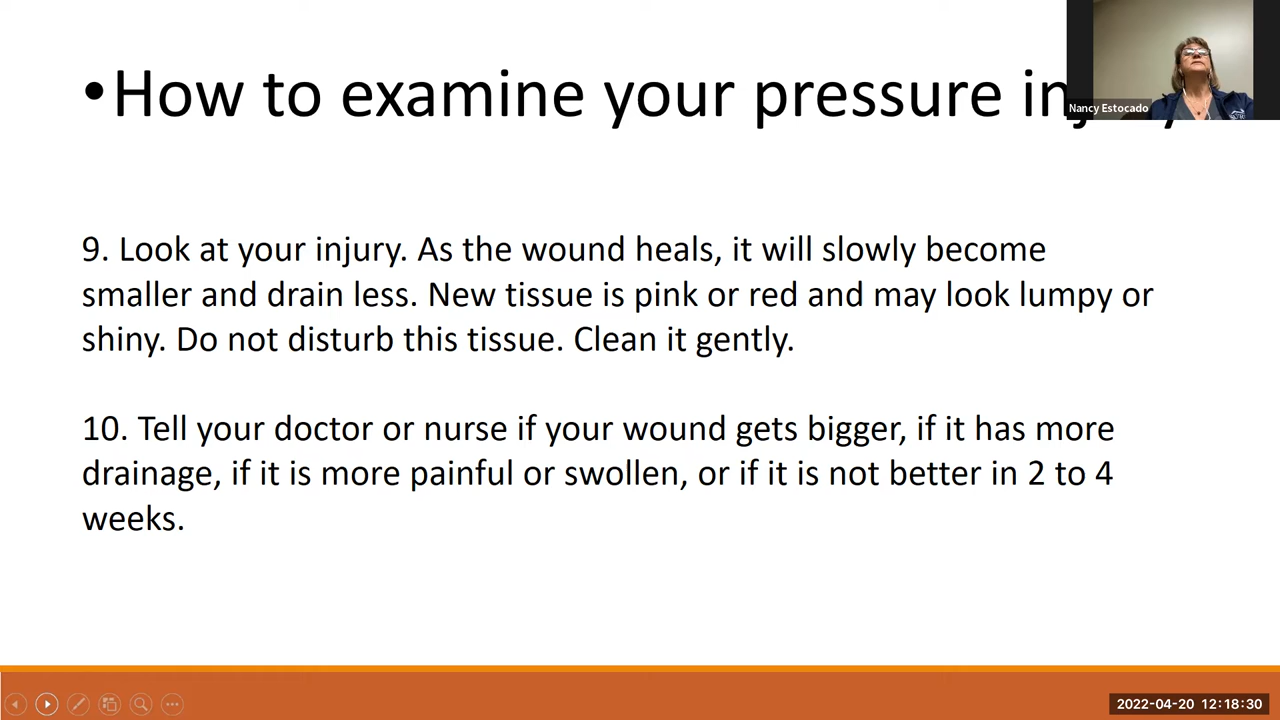 •How to examine your pressure
Nancy Estocado
9. Look at your injury. As the wound heals, it will slowly become
smaller and drain less. New tissue is pink or red and may look lumpy or
shiny. Do not disturb this tissue. Clean it gently.
10. Tell your doctor or nurse if your wound gets bigger, if it has more
drainage, if it is more painful or swollen, or if it is not better in 2 to 4
weeks.
2022-04-20 12:18:30